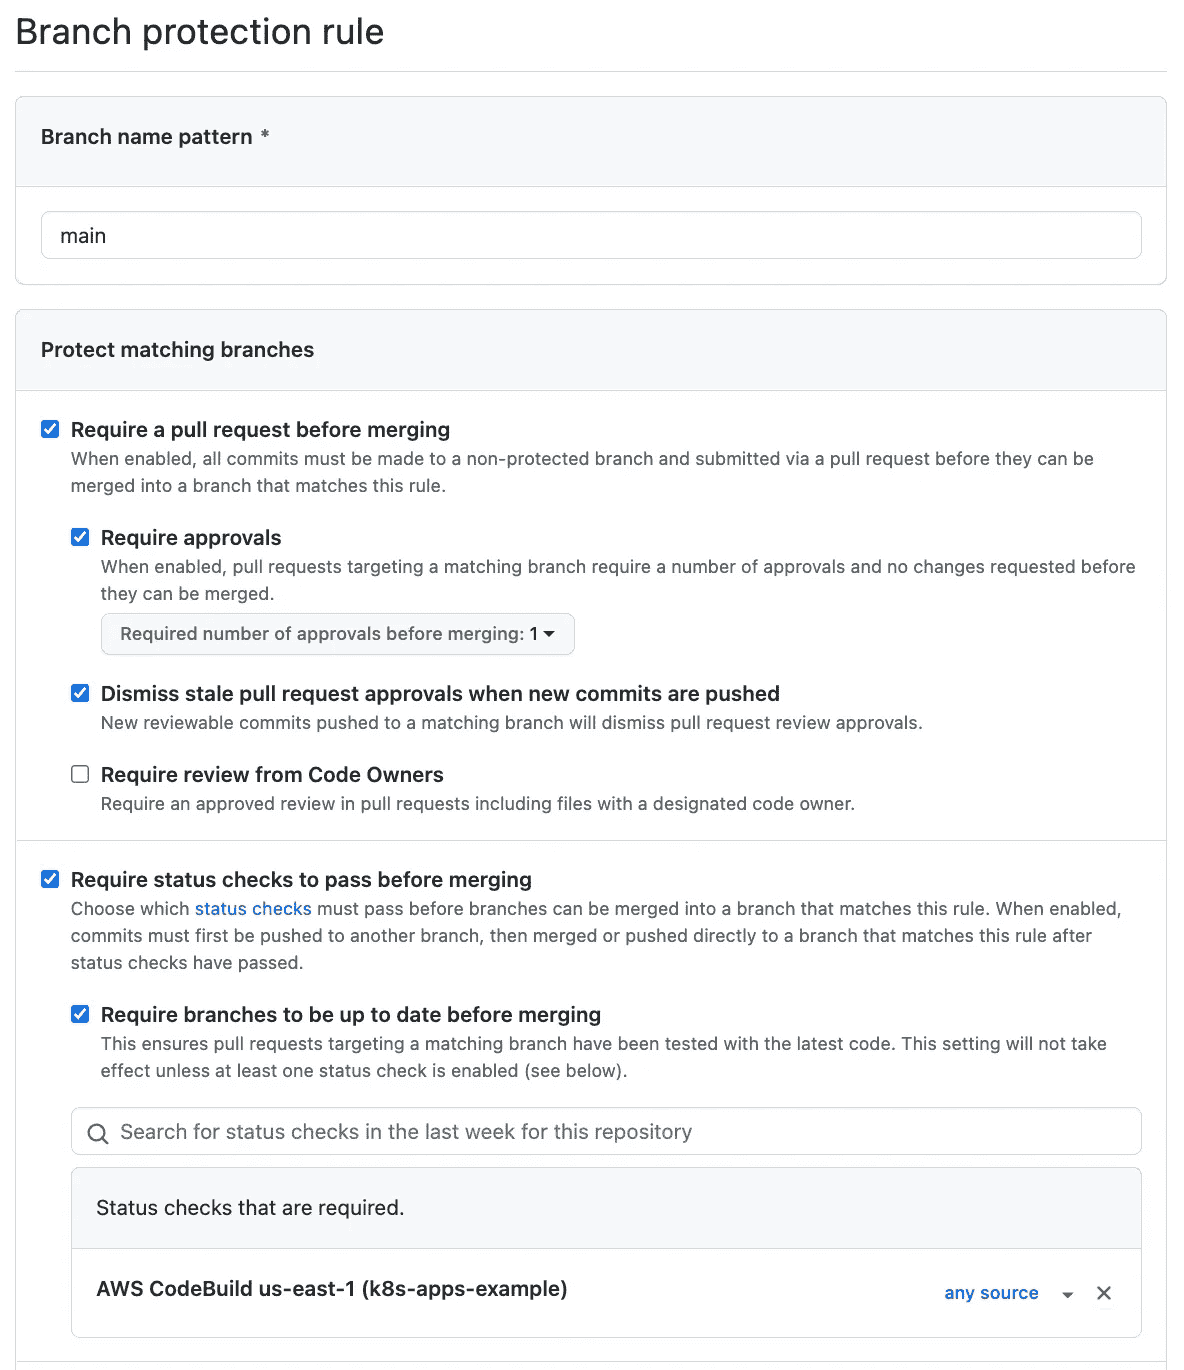 Branch protection rule
Branch name pattern *
main
Protect matching branches
Require a pull request before merging
When enabled, all commits must be made to a non-protected branch and submitted via a pull request before they can be
merged into a branch that matches this rule.
Require approvals
When enabled, pull requests targeting a matching branch require a number of approvals and no changes requested before
they can be merged.
Required number of approvals before merging: 1
Dismiss stale pull request approvals when new commits are pushed
New reviewable commits pushed to a matching branch will dismiss pull request review approvals.
Require review from Code Owners
Require an approved review in pull requests including files with a designated code owner.
Require status checks to pass before merging
Choose which status checks must pass before branches can be merged into a branch that matches this rule. When enabled,
commits must first be pushed to another branch, then merged or pushed directly to a branch that matches this rule after
status checks have passed.
Require branches to be up to date before merging
This ensures pull requests targeting a matching branch have been tested with the latest code. This setting will not take
effect unless at least one status check is enabled (see below).
Search for status checks in the last week for this repository
Status checks that are required.
AWS CodeBuild us-east-1 (k8s-apps-example)
any source